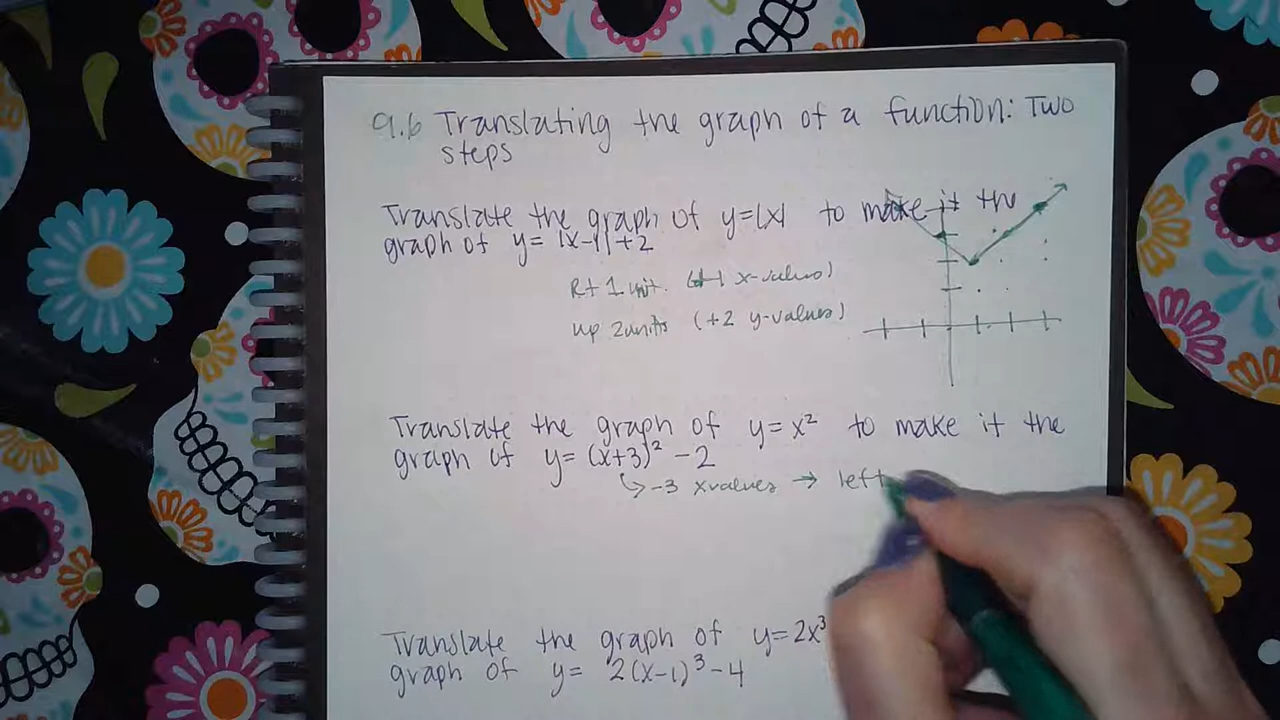 9.6 Translating the graph of a function: Two
steps
Translate the graph of y=|x| to make it the
graph of y= |x-1| +2
Rt 1 unit (+1 x-values)
up 2 units (+2 y-values)
Translate the graph of y=x² to make it the
graph of y= (x+3)² -2
↳ -3 xvalues → left
Translate the graph of y=2x³
graph of y= 2(x-1)³ -4